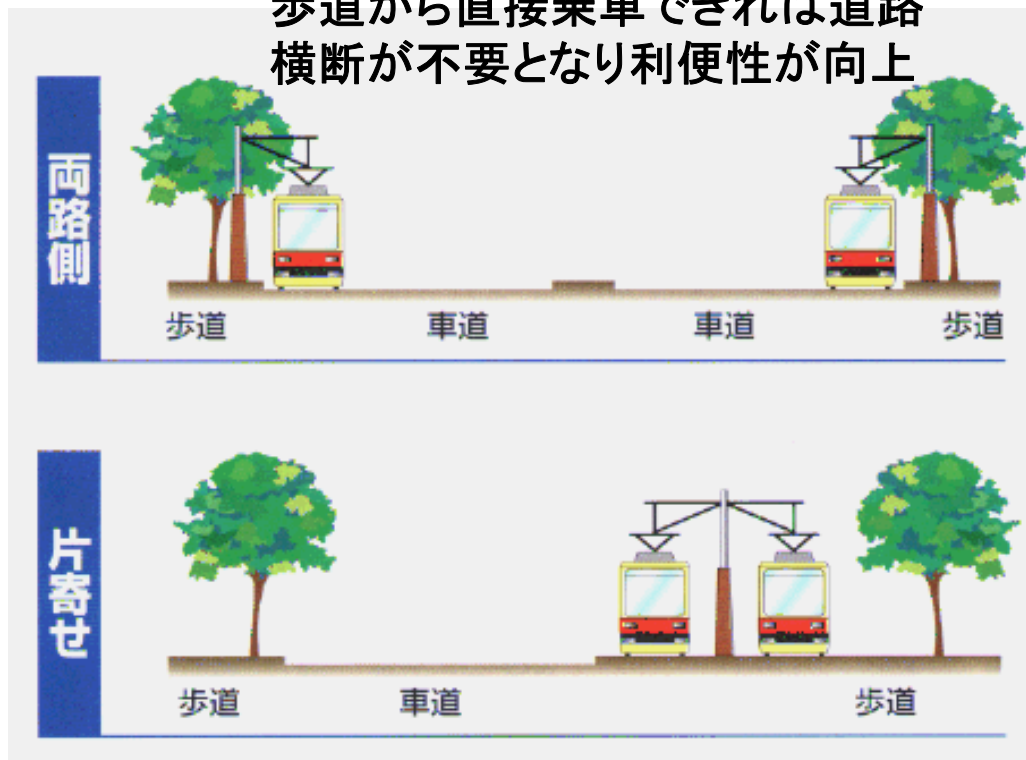 歩道から直接乗車できれば道路
横断が不要となり利便性が向上
両路側
歩道 車道 車道 歩道
片寄せ
歩道 車道 歩道